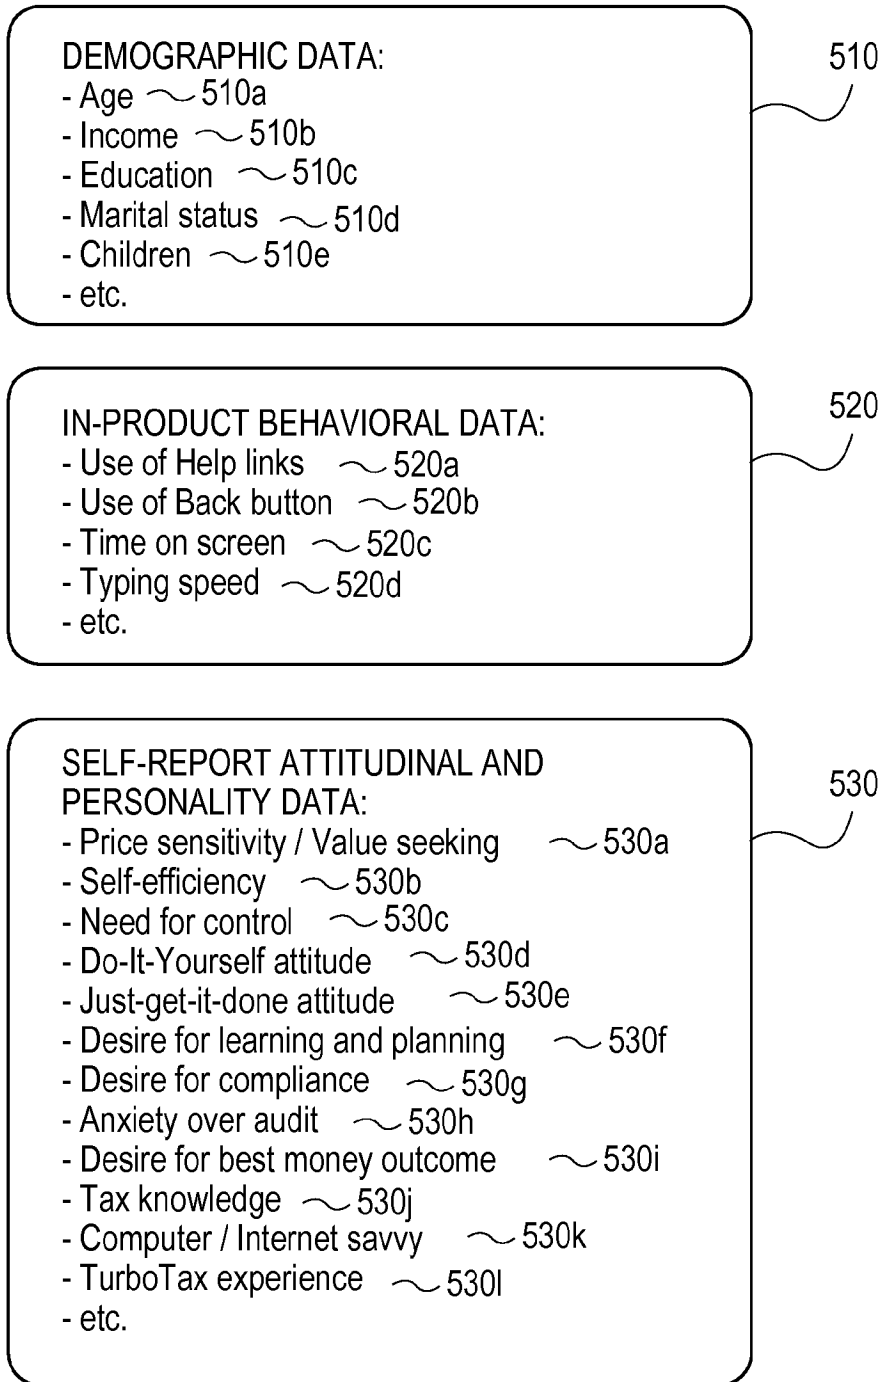 DEMOGRAPHIC DATA:
510
- Age 510a
- Income 510b
- Education 510c
- Marital status 510d
- Children 510e
- etc.
IN-PRODUCT BEHAVIORAL DATA:
520
- Use of Help links 520a
- Use of Back button 520b
- Time on screen 520c
- Typing speed 520d
- etc.
SELF-REPORT ATTITUDINAL AND
PERSONALITY DATA:
530
- Price sensitivity / Value seeking 530a
- Self-efficiency 530b
- Need for control 530c
- Do-It-Yourself attitude 530d
- Just-get-it-done attitude 530e
- Desire for learning and planning 530f
- Desire for compliance 530g
- Anxiety over audit 530h
- Desire for best money outcome 530i
- Tax knowledge 530j
- Computer / Internet savvy 530k
- TurboTax experience 530l
- etc.